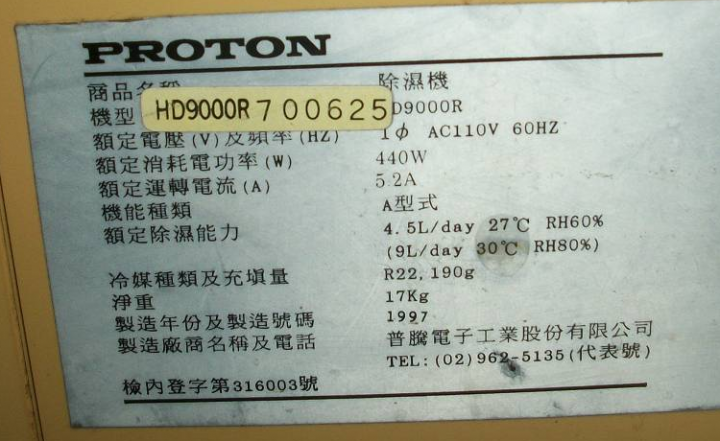 PROTON
商品名稱 除濕機
機型 HD9000R700625 D9000R
額定電壓(V)及頻率(HZ) 1ϕ AC110V 60HZ
額定消耗電功率(W) 440W
額定運轉電流(A) 5.2A
機能種類 A型式
額定除濕能力 4.5L/day 27℃ RH60%
(9L/day 30℃ RH80%)
冷媒種類及充填量 R22,190g
淨重 17Kg
製造年份及製造號碼 1997
製造廠商名稱及電話 普騰電子工業股份有限公司
TEL:(02)962-5135(代表號)
檢內登字第316003號